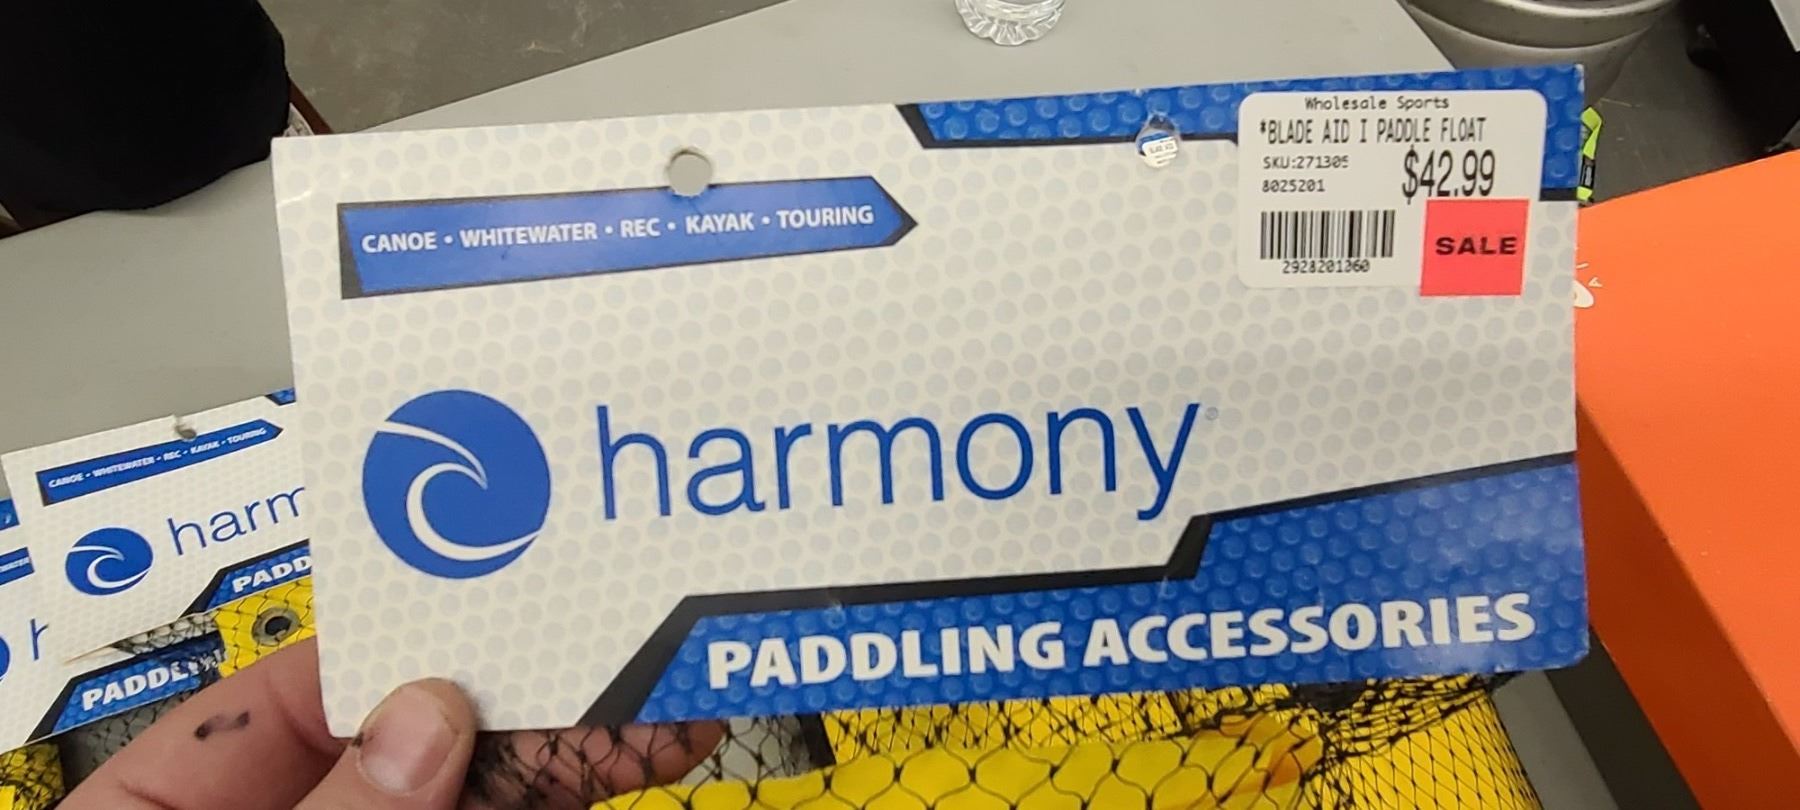 Wholesale Sports
*BLADE AID I PADDLE FLOAT
SKU:271305
$42.99
8025201
2928201360
SALE
CANOE • WHITEWATER • REC • KAYAK • TOURING
harmony
PADDLING ACCESSORIES
CANOE • WHITEWATER • REC • KAYAK • TOURING
harm
PADD
h
PADDL